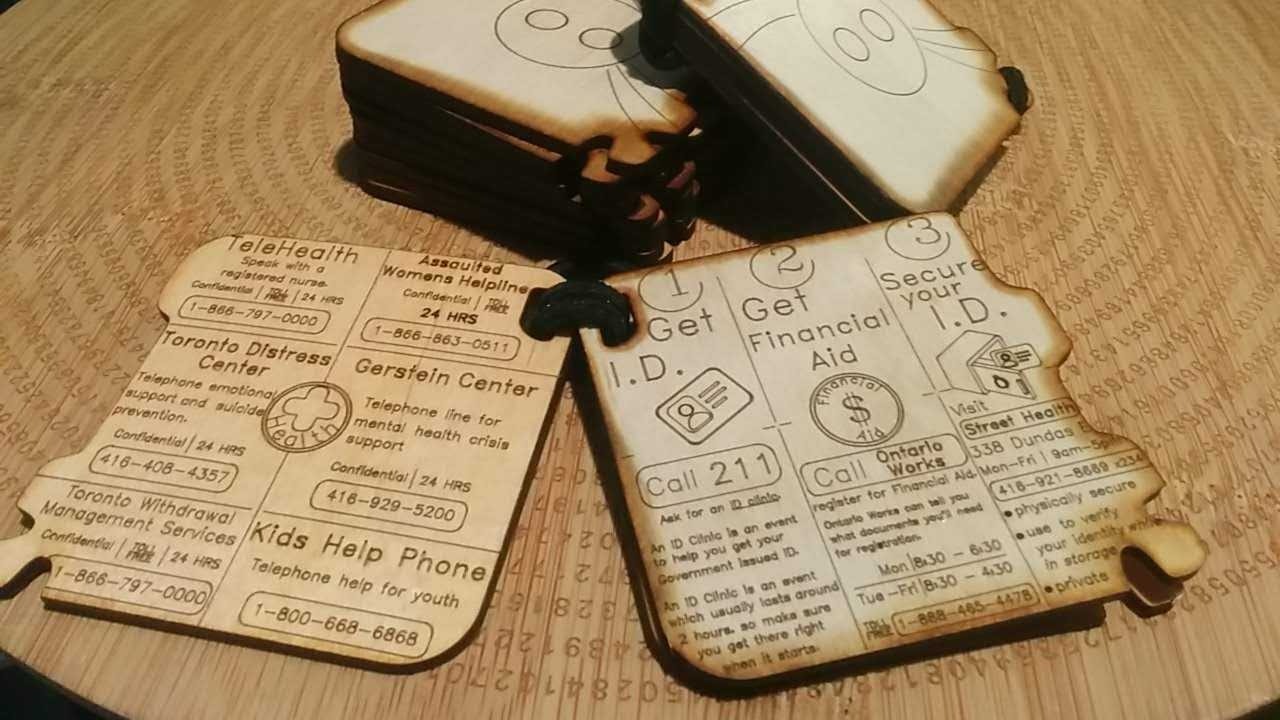 TeleHealth
Speak with a
registered nurse.
Confidential | TOLL FREE | 24 HRS
1-866-797-0000
Assaulted
Womens Helpline
Confidential | TOLL FREE
24 HRS
1-866-863-0511
Toronto Distress
Center
Telephone emotional
support and suicide
prevention.
Confidential | 24 HRS
416-408-4357
Gerstein Center
Telephone line for
mental health crisis
support
Confidential | 24 HRS
416-929-5200
Health
Toronto Withdrawal
Management Services
Confidential | TOLL FREE | 24 HRS
1-866-797-0000
Kids Help Phone
Telephone help for youth
1-800-668-6868
1
Get
I.D.
Call 211
Ask for an ID clinic.
An ID Clinic is an event
to help you get your
Government Issued ID.
An ID Clinic is an event
which usually lasts around
2 hours, so make sure
you get there right
when it starts.
2
Get
Financial
Aid
Financial
$
Aid
Call Ontario
Works
register for Financial Aid.
Ontario Works can tell you
what documents you'll need
for registration.
Mon | 8:30 - 6:30
Tue-Fri | 8:30 - 4:30
TOLL FREE 1-888-465-4478
3
Secure
your
I.D.
Visit
Street Health
338 Dundas
Mon-Fri | 9am-5
416-921-8668 x234
• physically secure
• use to verify
your identity while
in storage
• private